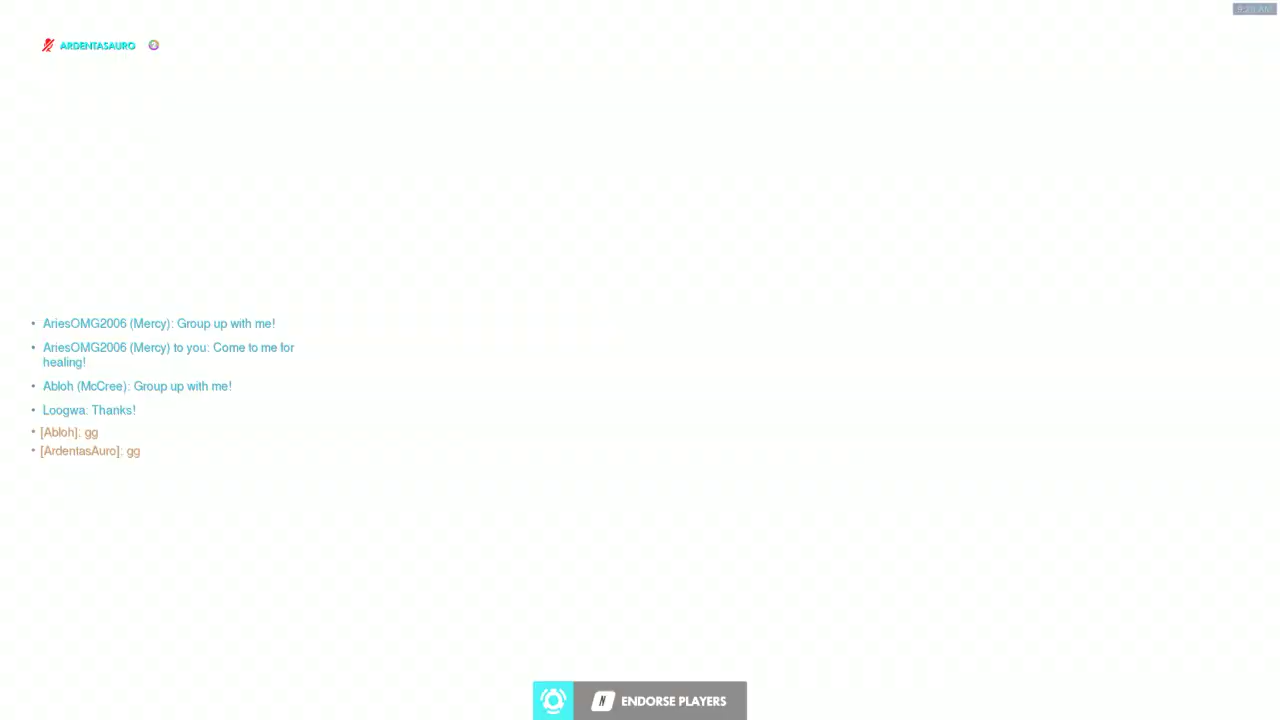 ARDENTASAURO
• AriesOMG2006 (Mercy): Group up with me!
• AriesOMG2006 (Mercy) to you: Come to me for
healing!
• Abloh (McCree): Group up with me!
• Loogwa: Thanks!
• [Abloh]: gg
• [ArdentasAuro]: gg
N ENDORSE PLAYERS